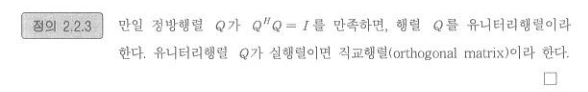 정의 2.2.3 만일 정방행렬 Q가 QᴴQ = I를 만족하면, 행렬 Q를 유니터리행렬이라
한다. 유니터리행렬 Q가 실행렬이면 직교행렬(orthogonal matrix)이라 한다.
□